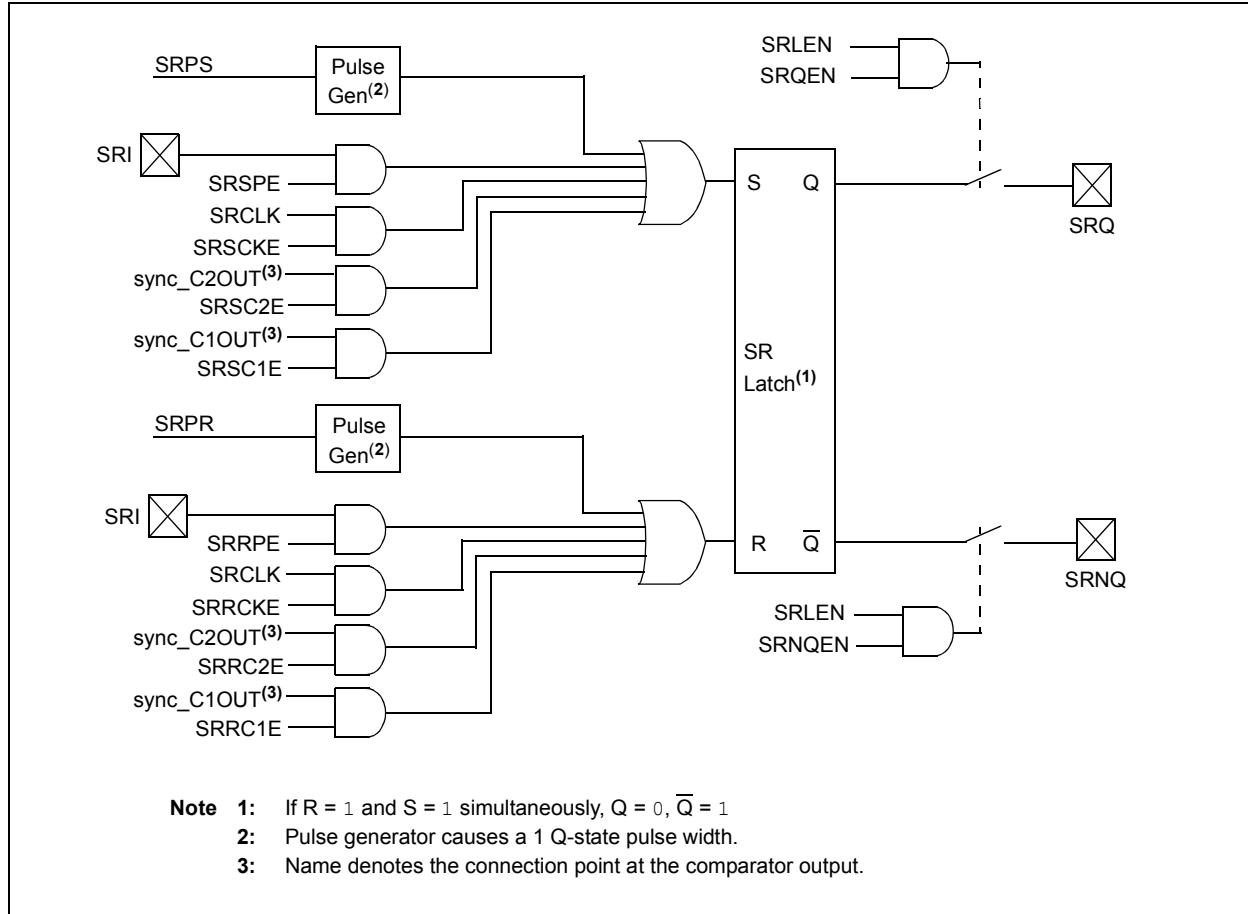 SRPS
Pulse
Gen(2)
SRI
SRSPE
SRCLK
SRSCKE
sync_C2OUT(3)
SRSC2E
sync_C1OUT(3)
SRSC1E
SRPR
Pulse
Gen(2)
SRI
SRRPE
SRCLK
SRRCKE
sync_C2OUT(3)
SRRC2E
sync_C1OUT(3)
SRRC1E
S Q
SR
Latch(1)
R Q̅
SRLEN
SRQEN
SRQ
SRNQ
SRLEN
SRNQEN
Note 1: If R = 1 and S = 1 simultaneously, Q = 0, Q̅ = 1
2: Pulse generator causes a 1 Q-state pulse width.
3: Name denotes the connection point at the comparator output.